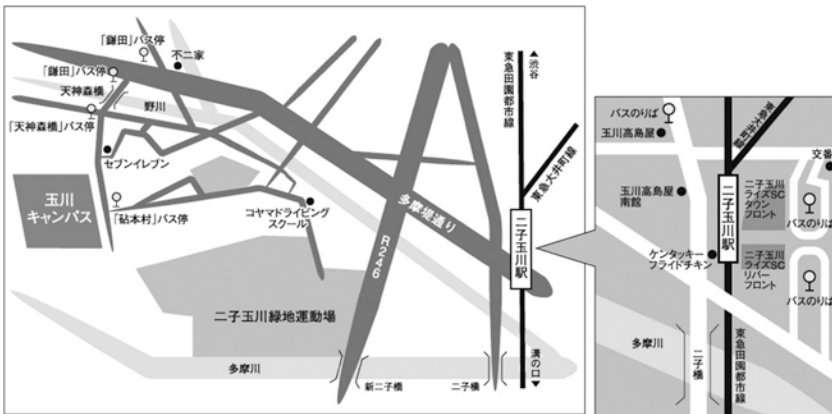 「鎌田」バス停
不二家
「鎌田」バス停
天神森橋
野川
「天神森橋」バス停
セブンイレブン
玉川
キャンパス
「砧本村」バス停
コヤマドライビング
スクール
多摩堤通り
R246
二子玉川緑地運動場
多摩川
新二子橋
二子橋
東急田園都市線
▲渋谷
東急大井町線
二子玉川駅
溝の口▼
バスのりば
玉川高島屋
東急大井町線
交番
玉川高島屋
南館
二子玉川駅
二子玉川
ライズSC
タウン
フロント
バスのりば
ケンタッキー
フライドチキン
二子玉川
ライズSC
リバー
フロント
バスのりば
多摩川
二子橋
東急田園都市線